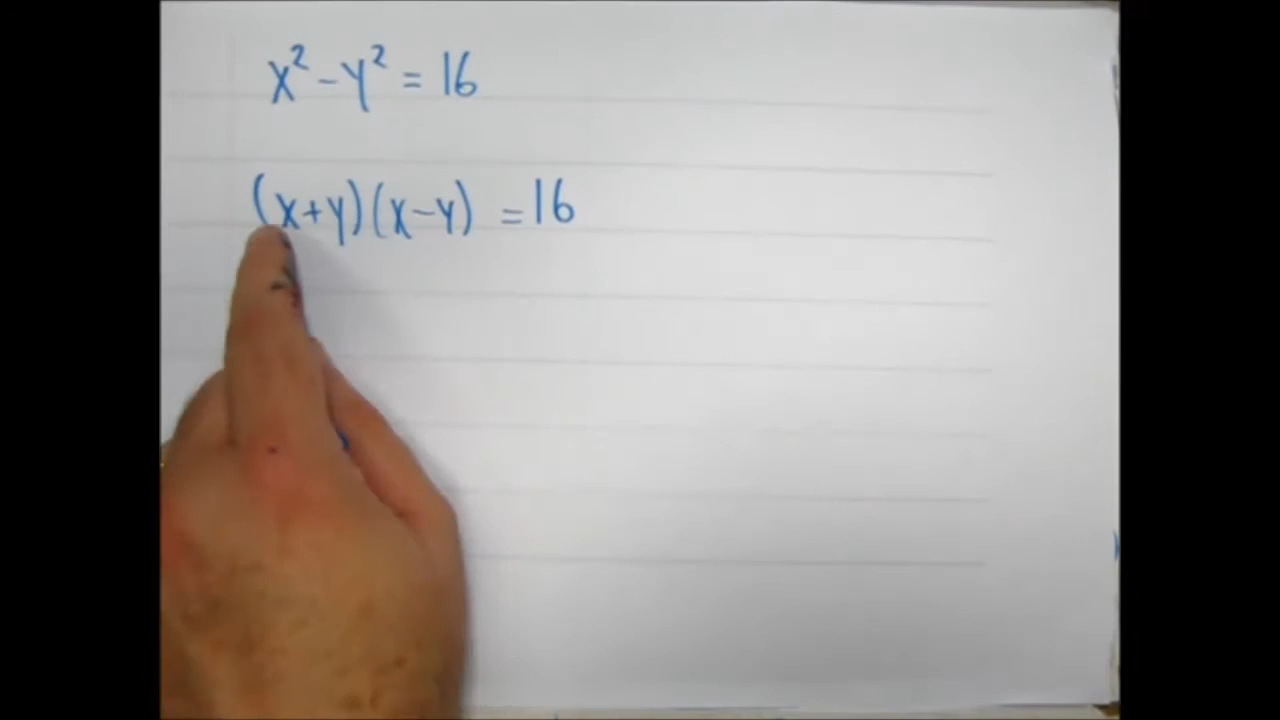 x² - y² = 16
(x+y)(x-y) = 16